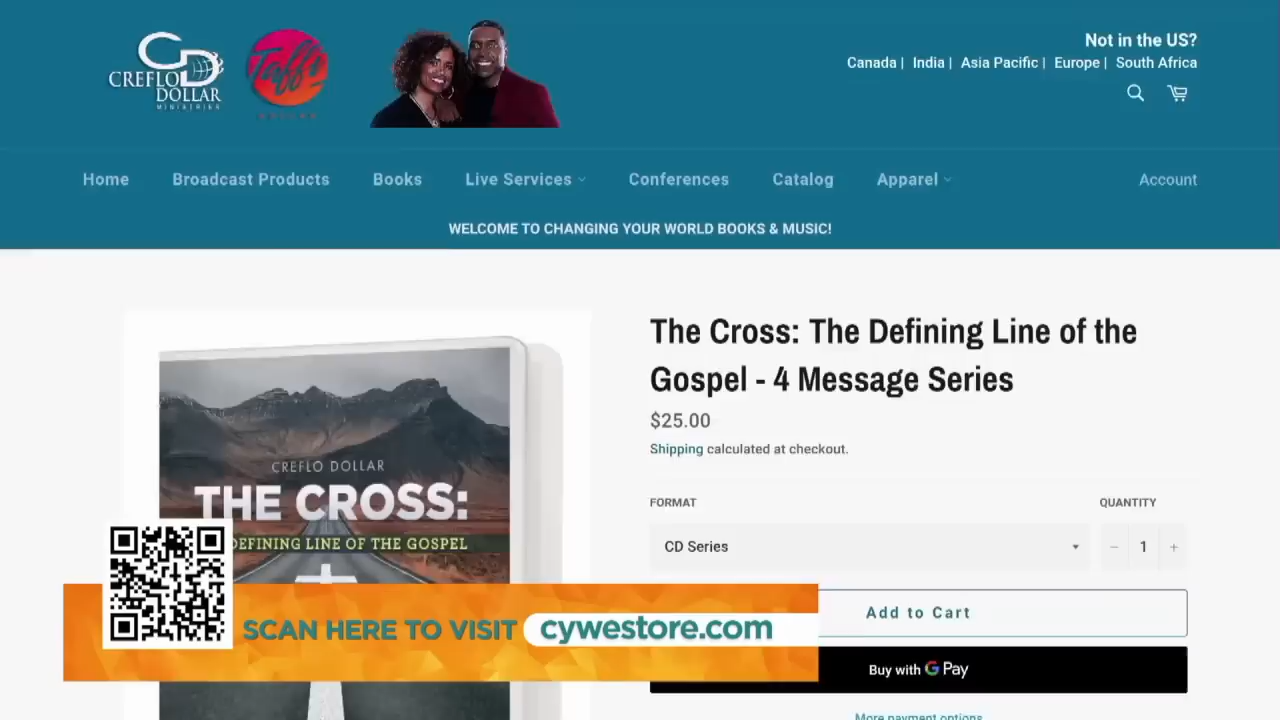 CREFLO
DOLLAR
MINISTRIES
Taffi
DOLLAR
Not in the US?
Canada | India | Asia Pacific | Europe | South Africa
Home Broadcast Products Books Live Services Conferences Catalog Apparel Account
WELCOME TO CHANGING YOUR WORLD BOOKS & MUSIC!
The Cross: The Defining Line of the
Gospel - 4 Message Series
$25.00
Shipping calculated at checkout.
FORMAT QUANTITY
CD Series − 1 +
Add to Cart
Buy with G Pay
More payment options
CREFLO DOLLAR
THE CROSS:
DEFINING LINE OF THE GOSPEL
SCAN HERE TO VISIT cywestore.com